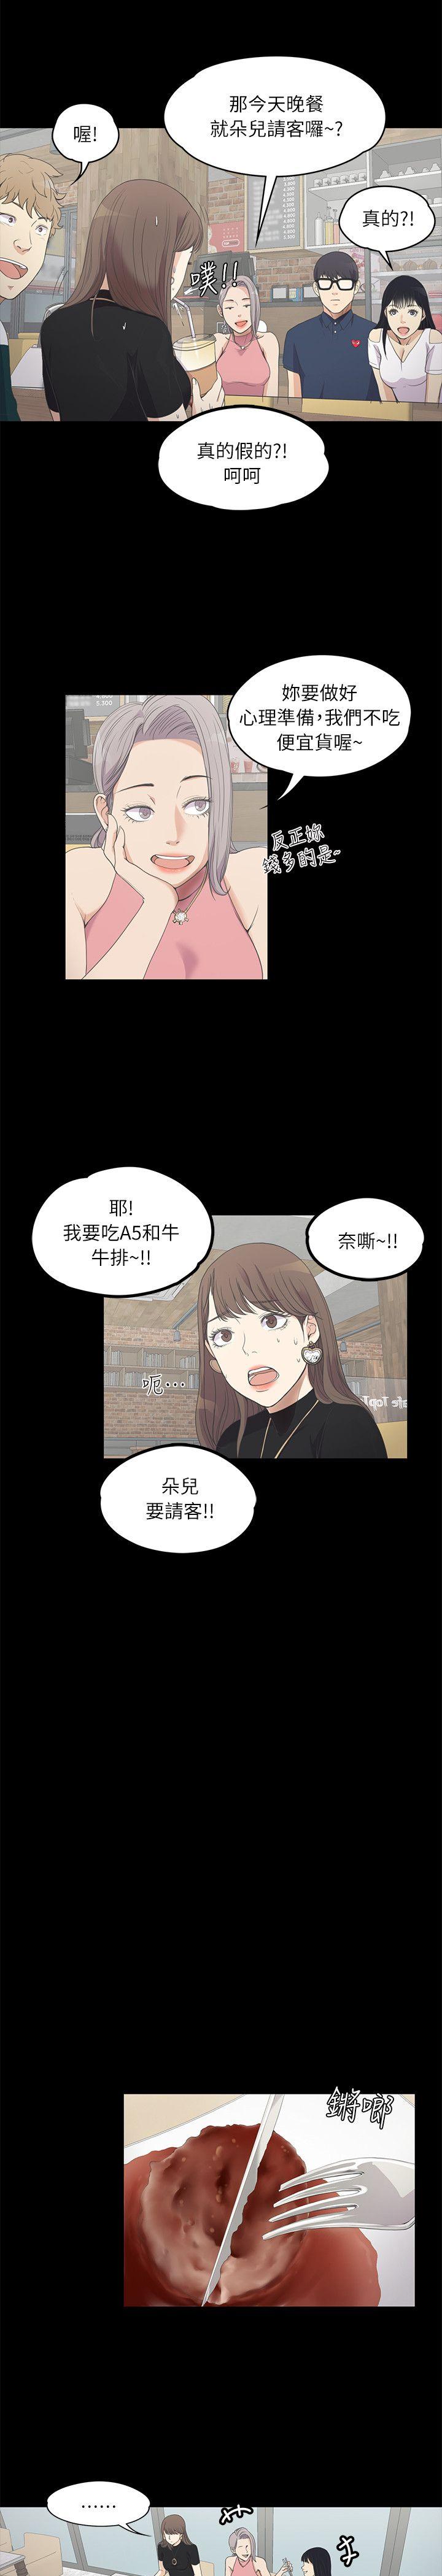 那今天晚餐
就朵兒請客囉~?
喔!
真的?!
噗!!
真的假的?!
呵呵
妳要做好
心理準備,我們不吃
便宜貨喔~
反正妳
錢多的是~
耶!
我要吃A5和牛
牛排~!!
奈嘶~!!
呃…
朵兒
要請客!!
鏘啷
……